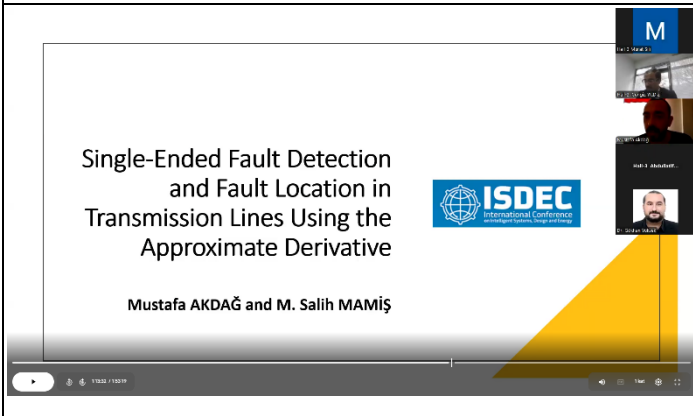 M
Single-Ended Fault Detection
and Fault Location in
Transmission Lines Using the
Approximate Derivative
ISDEC
International Conference
on Intelligent Systems, Design and Energy
Mustafa AKDAĞ and M. Salih MAMİŞ